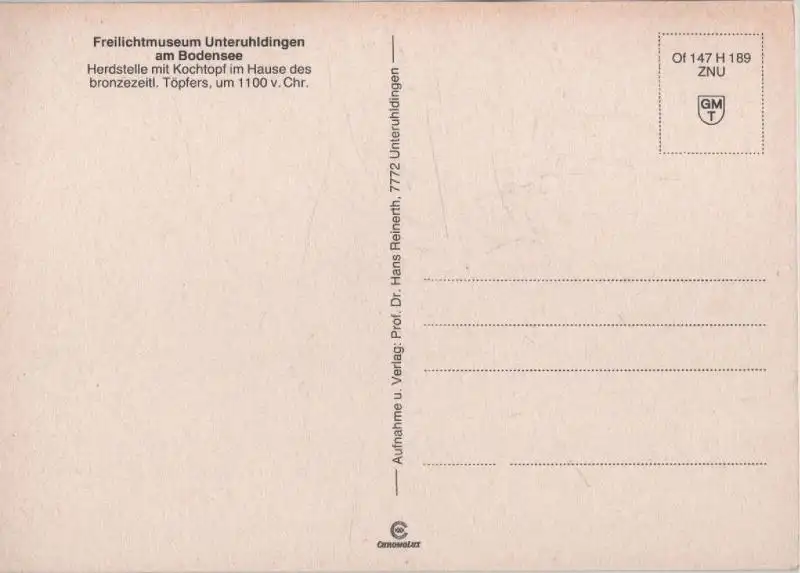 Freilichtmuseum Unteruhldingen
am Bodensee
Herdstelle mit Kochtopf im Hause des
bronzezeitl. Töpfers, um 1100 v. Chr.
Aufnahme u. Verlag: Prof. Dr. Hans Reinerth, 7772 Unteruhldingen
Of 147 H 189
ZNU
GM
T
CHROMOLUX